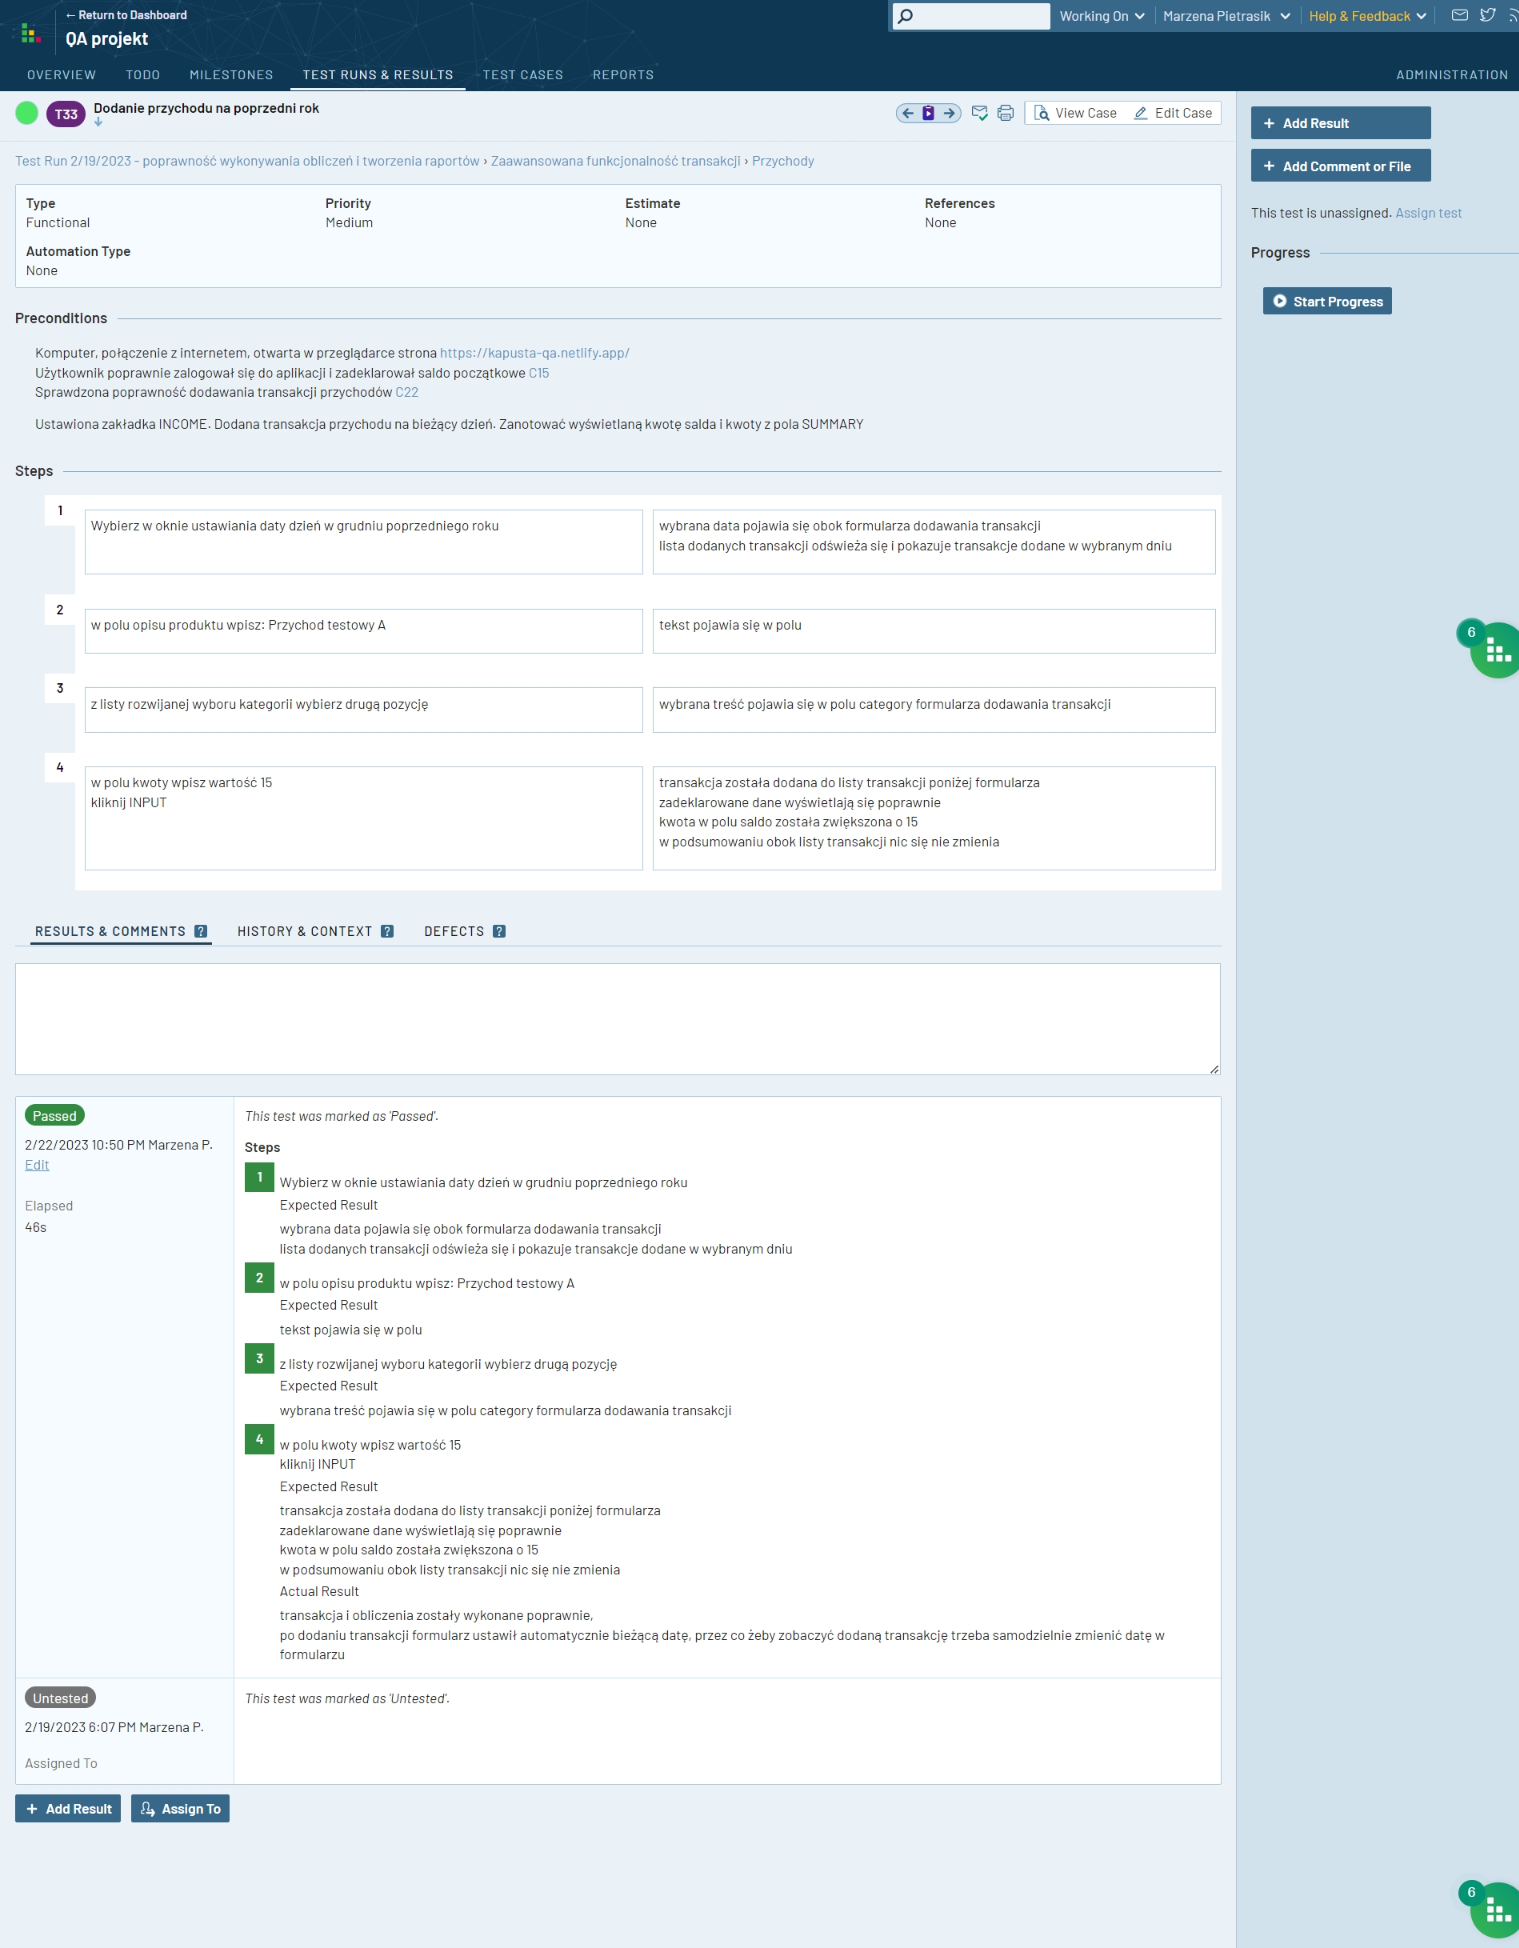 ← Return to Dashboard
QA projekt
Working On
Marzena Pietrasik
Help & Feedback
OVERVIEW
TODO
MILESTONES
TEST RUNS & RESULTS
TEST CASES
REPORTS
ADMINISTRATION
T33
Dodanie przychodu na poprzedni rok
View Case
Edit Case
Test Run 2/19/2023 - poprawność wykonywania obliczeń i tworzenia raportów › Zaawansowana funkcjonalność transakcji › Przychody
+ Add Result
+ Add Comment or File
This test is unassigned. Assign test
Progress
Start Progress
Type
Functional
Priority
Medium
Estimate
None
References
None
Automation Type
None
Preconditions
Komputer, połączenie z internetem, otwarta w przeglądarce strona https://kapusta-qa.netlify.app/
Użytkownik poprawnie zalogował się do aplikacji i zadeklarował saldo początkowe C15
Sprawdzona poprawność dodawania transakcji przychodów C22
Ustawiona zakładka INCOME. Dodana transakcja przychodu na bieżący dzień. Zanotować wyświetlaną kwotę salda i kwoty z pola SUMMARY
Steps
1
Wybierz w oknie ustawiania daty dzień w grudniu poprzedniego roku
wybrana data pojawia się obok formularza dodawania transakcji
lista dodanych transakcji odświeża się i pokazuje transakcje dodane w wybranym dniu
2
w polu opisu produktu wpisz: Przychod testowy A
tekst pojawia się w polu
3
z listy rozwijanej wyboru kategorii wybierz drugą pozycję
wybrana treść pojawia się w polu category formularza dodawania transakcji
4
w polu kwoty wpisz wartość 15
kliknij INPUT
transakcja została dodana do listy transakcji poniżej formularza
zadeklarowane dane wyświetlają się poprawnie
kwota w polu saldo została zwiększona o 15
w podsumowaniu obok listy transakcji nic się nie zmienia
6
RESULTS & COMMENTS ?
HISTORY & CONTEXT ?
DEFECTS ?
Passed
2/22/2023 10:50 PM Marzena P.
Edit
Elapsed
46s
This test was marked as 'Passed'.
Steps
1
Wybierz w oknie ustawiania daty dzień w grudniu poprzedniego roku
Expected Result
wybrana data pojawia się obok formularza dodawania transakcji
lista dodanych transakcji odświeża się i pokazuje transakcje dodane w wybranym dniu
2
w polu opisu produktu wpisz: Przychod testowy A
Expected Result
tekst pojawia się w polu
3
z listy rozwijanej wyboru kategorii wybierz drugą pozycję
Expected Result
wybrana treść pojawia się w polu category formularza dodawania transakcji
4
w polu kwoty wpisz wartość 15
kliknij INPUT
Expected Result
transakcja została dodana do listy transakcji poniżej formularza
zadeklarowane dane wyświetlają się poprawnie
kwota w polu saldo została zwiększona o 15
w podsumowaniu obok listy transakcji nic się nie zmienia
Actual Result
transakcja i obliczenia zostały wykonane poprawnie,
po dodaniu transakcji formularz ustawił automatycznie bieżącą datę, przez co żeby zobaczyć dodaną transakcję trzeba samodzielnie zmienić datę w
formularzu
Untested
2/19/2023 6:07 PM Marzena P.
Assigned To
This test was marked as 'Untested'.
+ Add Result
Assign To
6